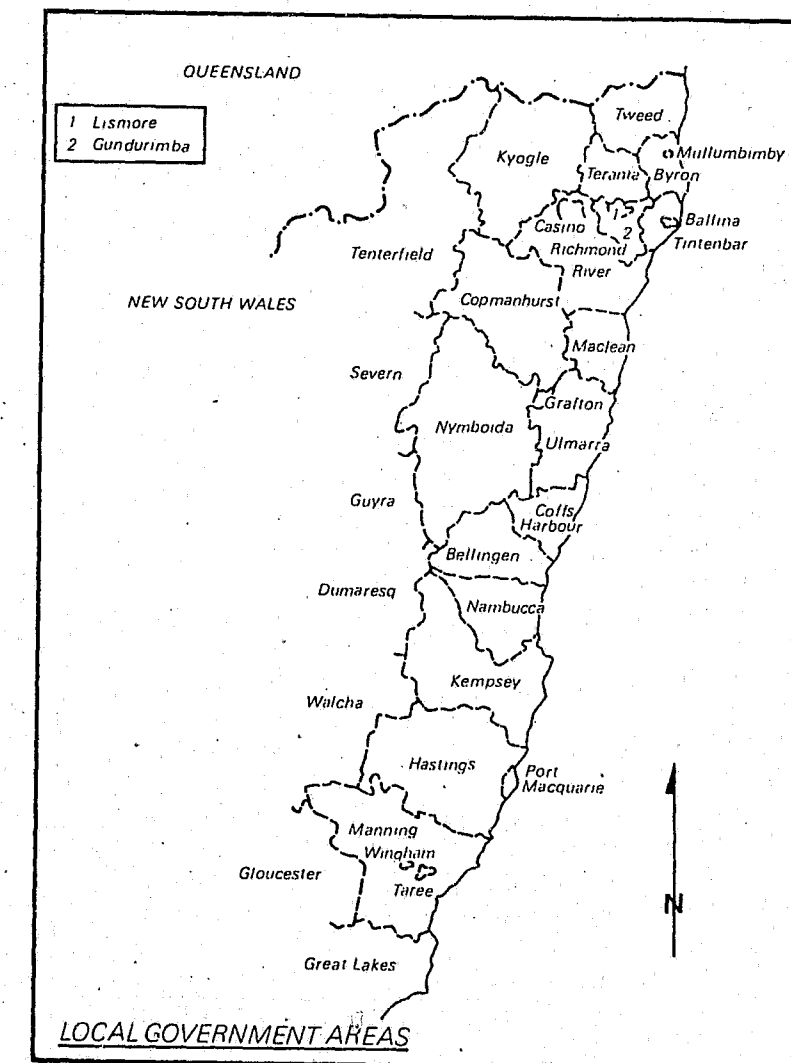 QUEENSLAND
1 Lismore
2 Gundurimba
Tweed
Kyogle
Mullumbimby
Terania
Byron
1
Ballina
Casino
2
Tintenbar
Richmond
River
Tenterfield
NEW SOUTH WALES
Copmanhurst
Maclean
Severn
Grafton
Nymboida
Ulmarra
Guyra
Coffs
Harbour
Bellingen
Dumaresq
Nambucca
Kempsey
Walcha
Hastings
Port
Macquarie
Manning
Wingham
Gloucester
Taree
N
Great Lakes
LOCAL GOVERNMENT AREAS